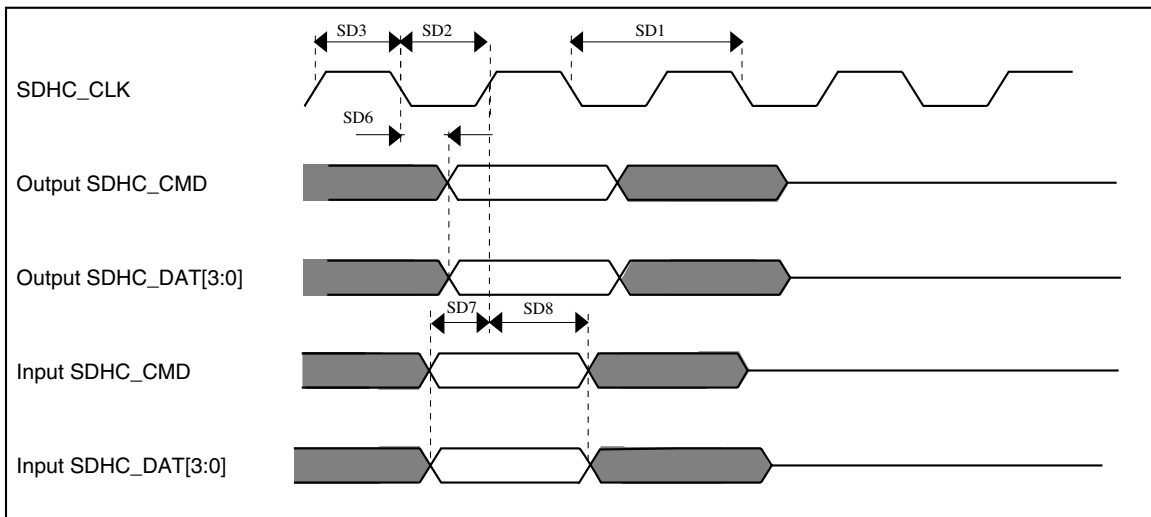 SD3 SD2 SD1
SDHC_CLK
SD6
Output SDHC_CMD
Output SDHC_DAT[3:0]
SD7 SD8
Input SDHC_CMD
Input SDHC_DAT[3:0]